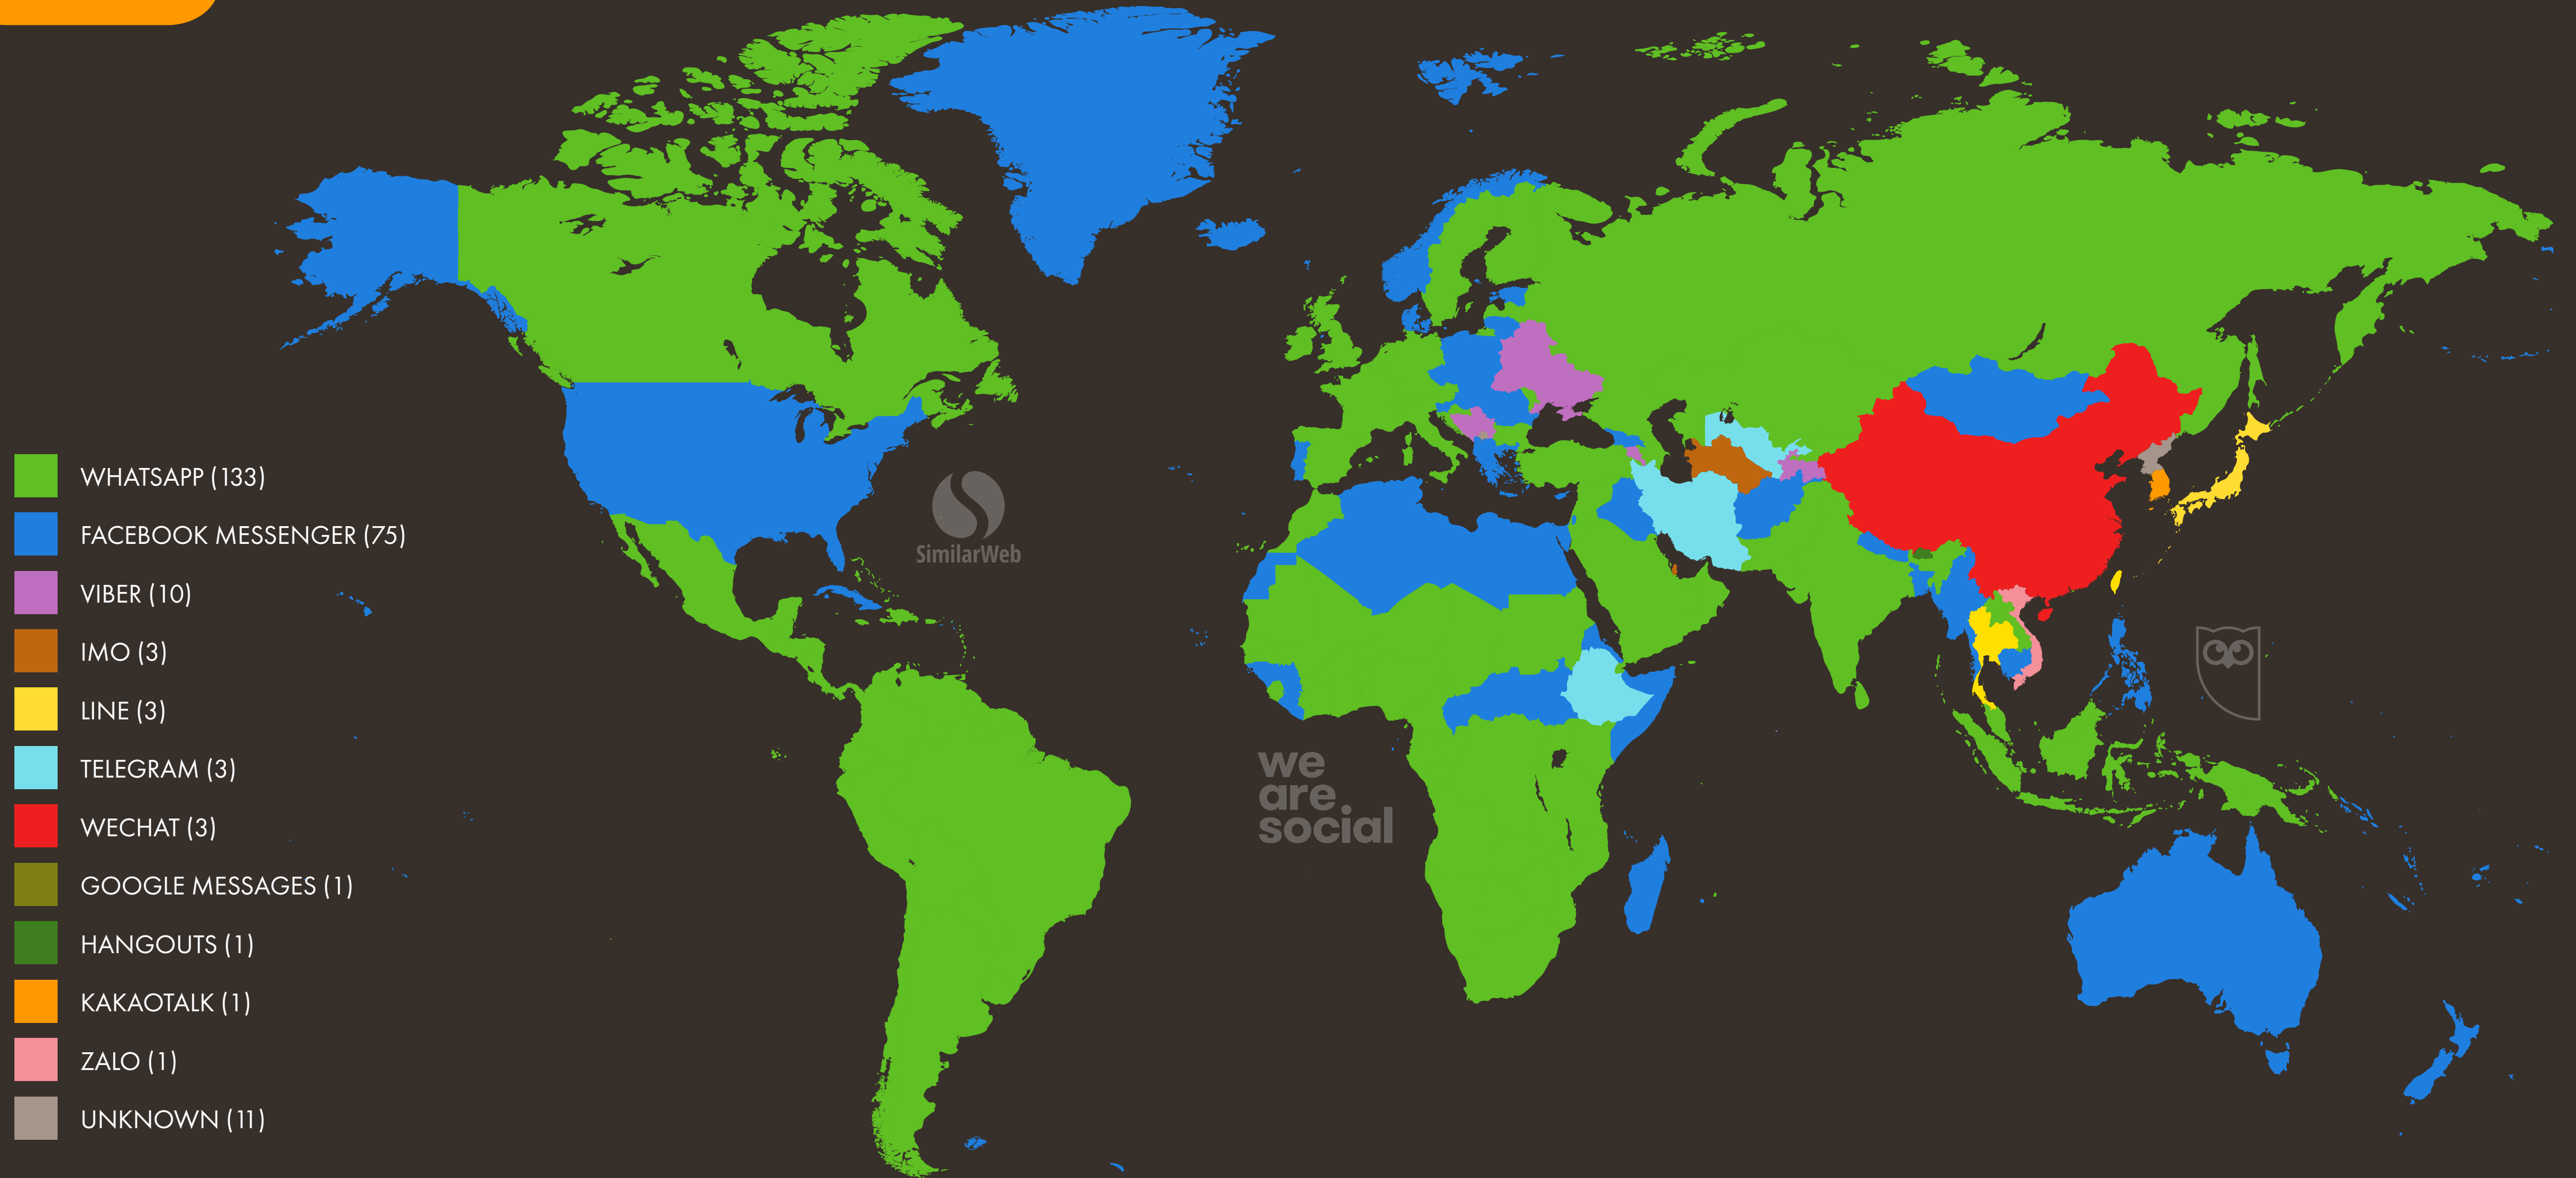 WHATSAPP (133)
FACEBOOK MESSENGER (75)
VIBER (10)
IMO (3)
LINE (3)
TELEGRAM (3)
WECHAT (3)
GOOGLE MESSAGES (1)
HANGOUTS (1)
KAKAOTALK (1)
ZALO (1)
UNKNOWN (11)
SimilarWeb
we
are
social